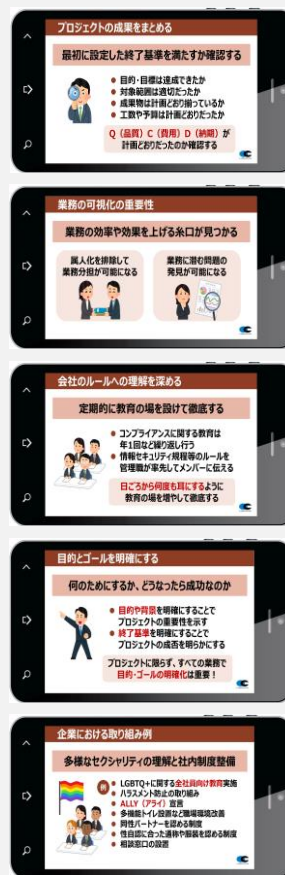 プロジェクトの成果をまとめる
最初に設定した終了基準を満たすか確認する
● 目的・目標は達成できたか
● 対象範囲は適切だったか
● 成果物は計画どおり揃っているか
● 工数や予算は計画どおりだったか
Q(品質)C(費用)D(納期)が
計画どおりだったのか確認する
業務の可視化の重要性
業務の効率や効果を上げる糸口が見つかる
属人化を排除して
業務分担が可能になる
業務に潜む問題の
発見が可能になる
会社のルールへの理解を深める
定期的に教育の場を設けて徹底する
● コンプライアンスに関する教育は
年1回など繰り返し行う
● 情報セキュリティ規程等のルールを
管理職が率先してメンバーに伝える
日ごろから何度も耳にするように
教育の場を増やして徹底する
目的とゴールを明確にする
何のためにするか、どうなったら成功なのか
● 目的や背景を明確にすることで
プロジェクトの重要性を示す
● 終了基準を明確にすることで
プロジェクトの成否を明らかにする
プロジェクトに限らず、すべての業務で
目的・ゴールの明確化は重要!
企業における取り組み例
多様なセクシャリティの理解と社内制度整備
例
● LGBTQ+に関する全社員向け教育実施
● ハラスメント防止の取り組み
● ALLY(アライ)宣言
● 多機能トイレ設置など職場環境改善
● 同性パートナーを認める制度
● 性自認に合った通称や服装を認める制度
● 相談窓口の設置